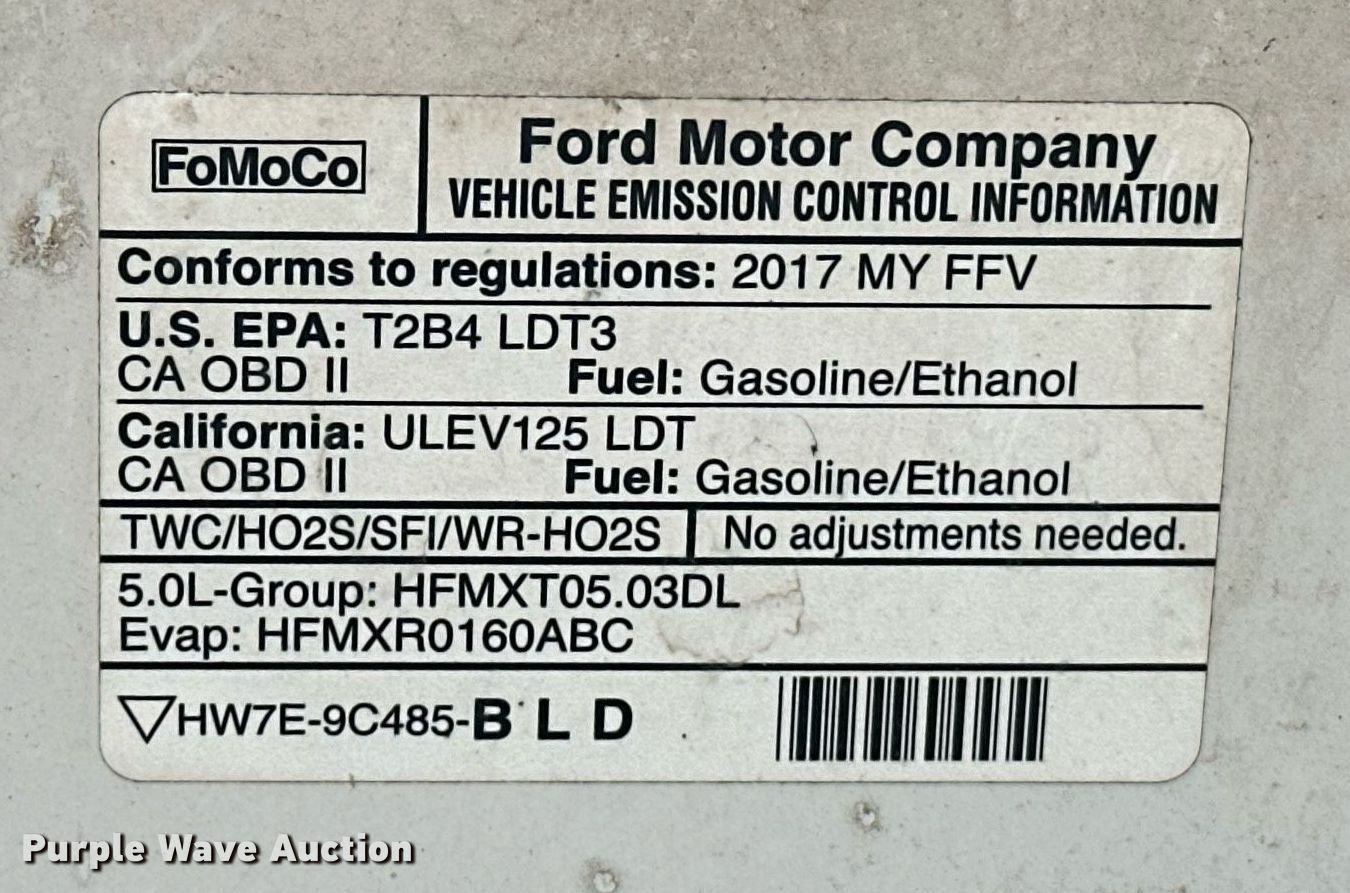 FoMoCo
Ford Motor Company
VEHICLE EMISSION CONTROL INFORMATION
Conforms to regulations: 2017 MY FFV
U.S. EPA: T2B4 LDT3
CA OBD II Fuel: Gasoline/Ethanol
California: ULEV125 LDT
CA OBD II Fuel: Gasoline/Ethanol
TWC/HO2S/SFI/WR-HO2S No adjustments needed.
5.0L-Group: HFMXT05.03DL
Evap: HFMXR0160ABC
HW7E-9C485-B L D
Purple Wave Auction